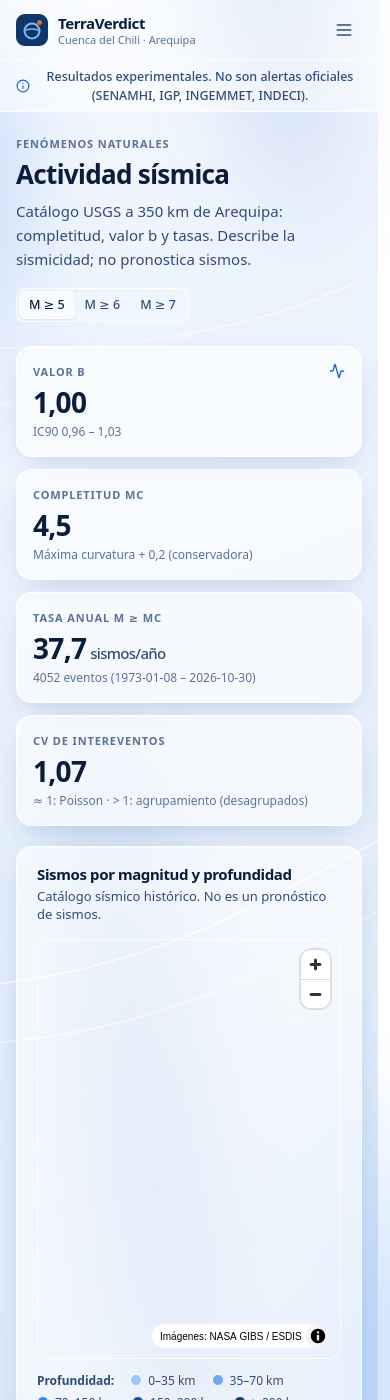 TerraVerdict
Cuenca del Chili · Arequipa
Resultados experimentales. No son alertas oficiales
(SENAMHI, IGP, INGEMMET, INDECI).
FENÓMENOS NATURALES
Actividad sísmica
Catálogo USGS a 350 km de Arequipa:
completitud, valor b y tasas. Describe la
sismicidad; no pronostica sismos.
M ≥ 5 M ≥ 6 M ≥ 7
VALOR B
1,00
IC90 0,96 – 1,03
COMPLETITUD MC
4,5
Máxima curvatura + 0,2 (conservadora)
TASA ANUAL M ≥ MC
37,7 sismos/año
4052 eventos (1973-01-08 – 2026-10-30)
CV DE INTEREVENTOS
1,07
≈ 1: Poisson · > 1: agrupamiento (desagrupados)
Sismos por magnitud y profundidad
Catálogo sísmico histórico. No es un pronóstico
de sismos.
Imágenes: NASA GIBS / ESDIS
Profundidad: 0–35 km 35–70 km